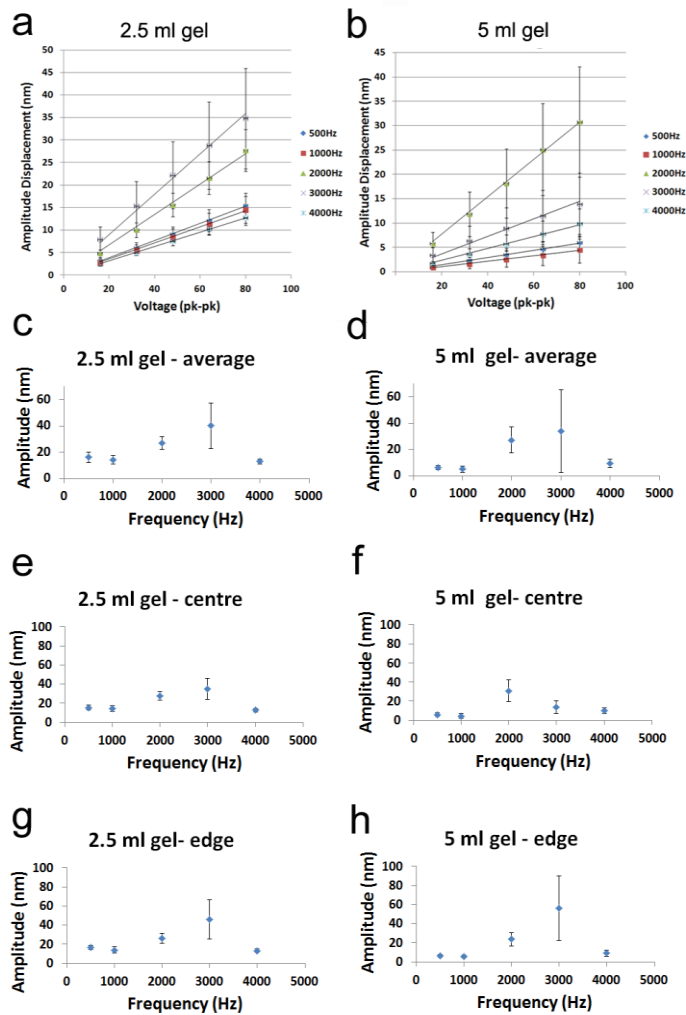 a
2.5 ml gel
Amplitude Displacement (nm)
50
45
40
35
30
25
20
15
10
5
0
0 20 40 60 80 100
Voltage (pk-pk)
500Hz
1000Hz
2000Hz
3000Hz
4000Hz
b
5 ml gel
Amplitude Displacement (nm)
45
40
35
30
25
20
15
10
5
0
0 20 40 60 80 100
Voltage (pk-pk)
500Hz
1000Hz
2000Hz
3000Hz
4000Hz
c
2.5 ml gel - average
Amplitude (nm)
60
40
20
0
0 1000 2000 3000 4000 5000
Frequency (Hz)
d
5 ml gel- average
Amplitude (nm)
60
40
20
0
0 1000 2000 3000 4000 5000
Frequency (Hz)
e
2.5 ml gel - centre
Amplitude (nm)
100
80
60
40
20
0
0 1000 2000 3000 4000 5000
Frequency (Hz)
f
5 ml gel- centre
Amplitude (nm)
100
80
60
40
20
0
0 1000 2000 3000 4000 5000
Frequency (Hz)
g
2.5 ml gel- edge
Amplitude (nm)
100
80
60
40
20
0
0 1000 2000 3000 4000 5000
Frequency (Hz)
h
5 ml gel - edge
Amplitude (nm)
100
80
60
40
20
0
0 1000 2000 3000 4000 5000
Frequency (Hz)